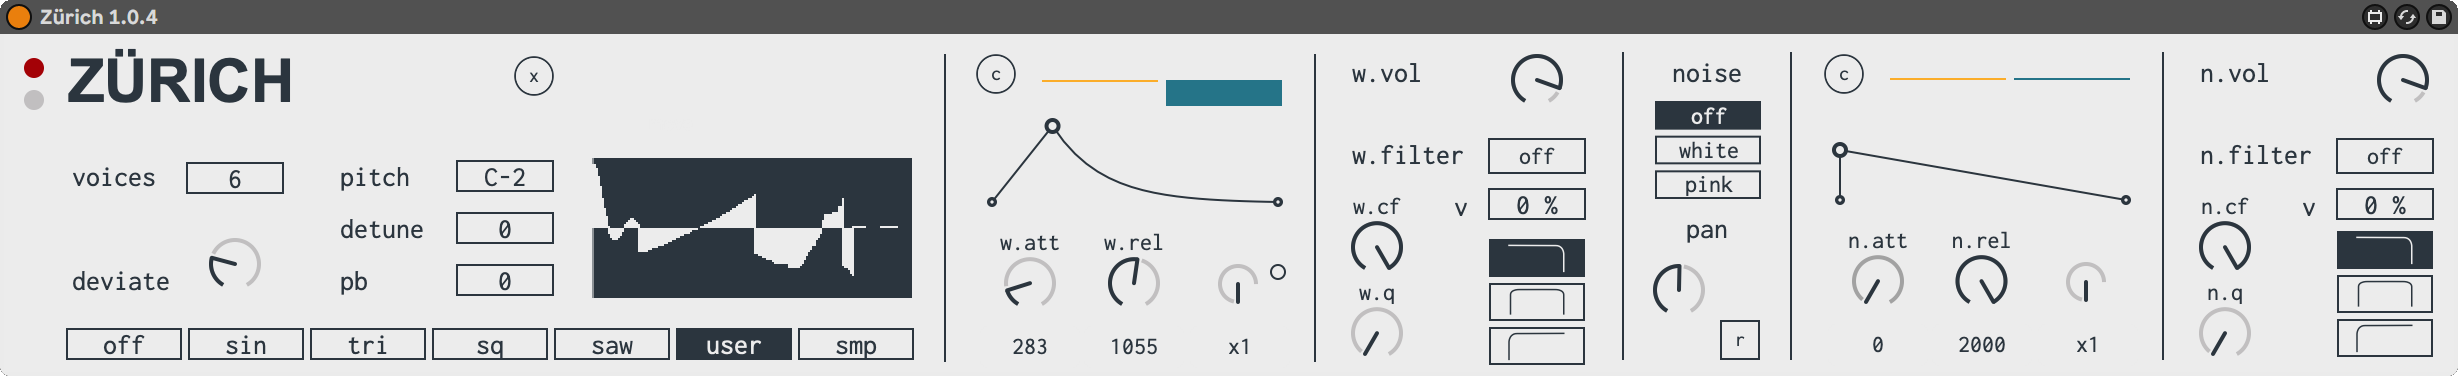 Zürich 1.0.4
ZÜRICH
x
voices 6
pitch C-2
detune 0
deviate
pb 0
off sin tri sq saw user smp
c
w.att w.rel
283 1055 x1
w.vol
w.filter off
w.cf v 0 %
w.q
noise
off
white
pink
pan
r
c
n.att n.rel
0 2000 x1
n.vol
n.filter off
n.cf v 0 %
n.q